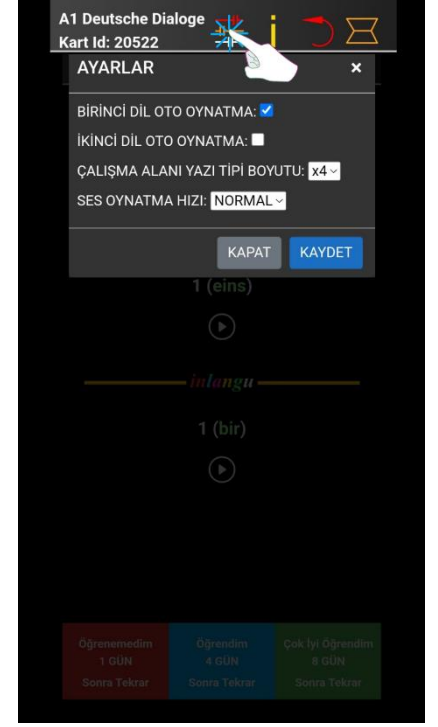 A1 Deutsche Dialoge
Kart Id: 20522
i
AYARLAR ×
BİRİNCİ DİL OTO OYNATMA:
İKİNCİ DİL OTO OYNATMA:
ÇALIŞMA ALANI YAZI TİPİ BOYUTU: x4
SES OYNATMA HIZI: NORMAL
KAPAT KAYDET
1 (eins)
inlangu
1 (bir)
Öğrenemedim Öğrendim Çok İyi Öğrendim
1 GÜN 4 GÜN 8 GÜN
Sonra Tekrar Sonra Tekrar Sonra Tekrar